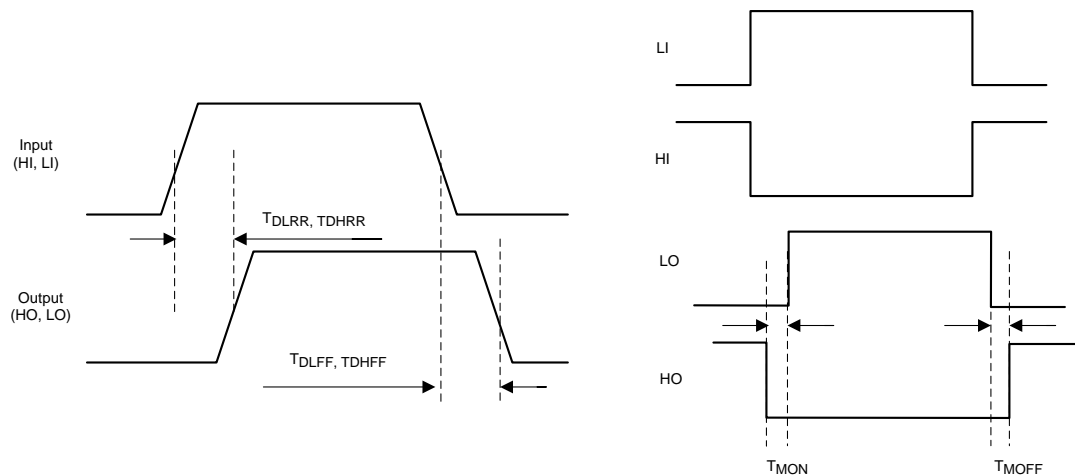 Input
(HI, LI)
TDLRR, TDHRR
Output
(HO, LO)
TDLFF, TDHFF
LI
HI
LO
HO
TMON
TMOFF